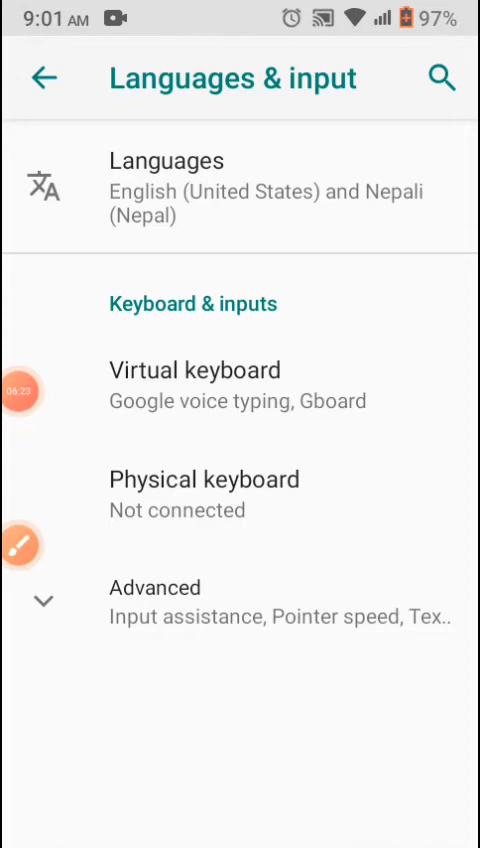 9:01 AM 97%
Languages & input
Languages
English (United States) and Nepali
(Nepal)
Keyboard & inputs
Virtual keyboard
Google voice typing, Gboard
06:23
Physical keyboard
Not connected
Advanced
Input assistance, Pointer speed, Tex..